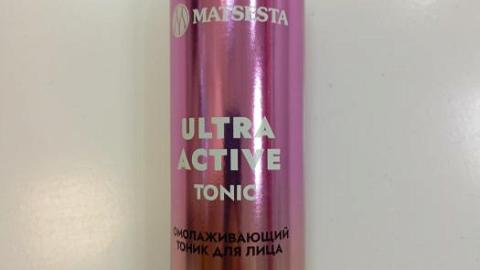 MATSESTA
ULTRA
ACTIVE
TONIC
ОМОЛАЖИВАЮЩИЙ
ТОНИК ДЛЯ ЛИЦА